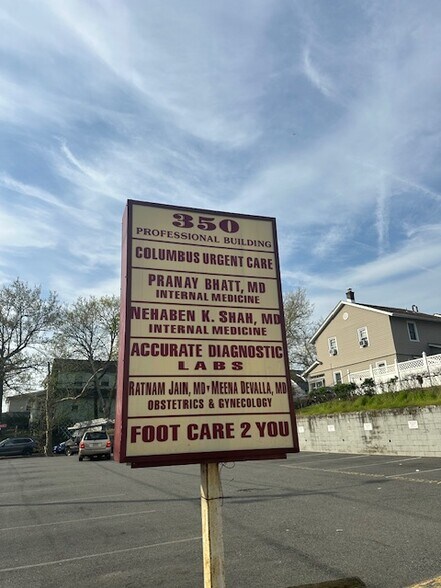 350
PROFESSIONAL BUILDING
COLUMBUS URGENT CARE
PRANAY BHATT, MD
INTERNAL MEDICINE
NEHABEN K. SHAH, MD
INTERNAL MEDICINE
ACCURATE DIAGNOSTIC
LABS
RATNAM JAIN, MD • MEENA DEVALLA, MD
OBSTETRICS & GYNECOLOGY
FOOT CARE 2 YOU